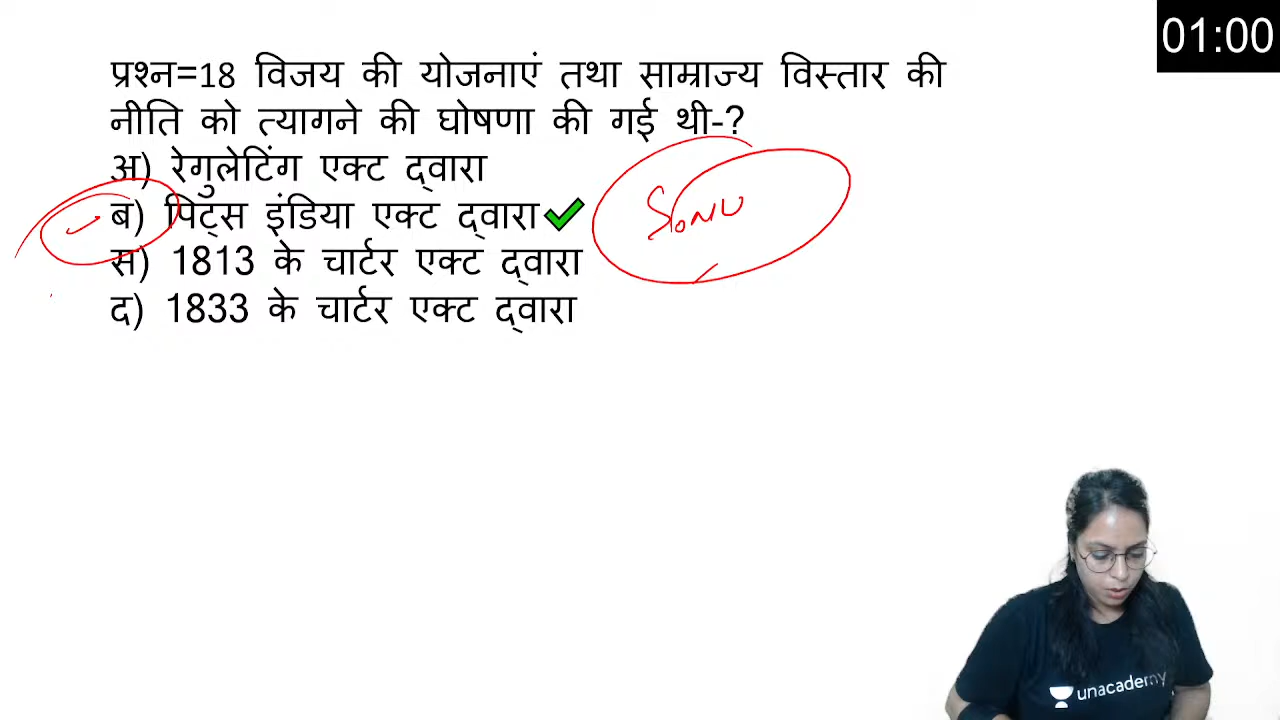 01:00
प्रश्न=18 विजय की योजनाएं तथा साम्राज्य विस्तार की
नीति को त्यागने की घोषणा की गई थी-?
अ) रेगुलेटिंग एक्ट द्वारा
ब) पिट्स इंडिया एक्ट द्वारा
Sonu
स) 1813 के चार्टर एक्ट द्वारा
द) 1833 के चार्टर एक्ट द्वारा
unacademy